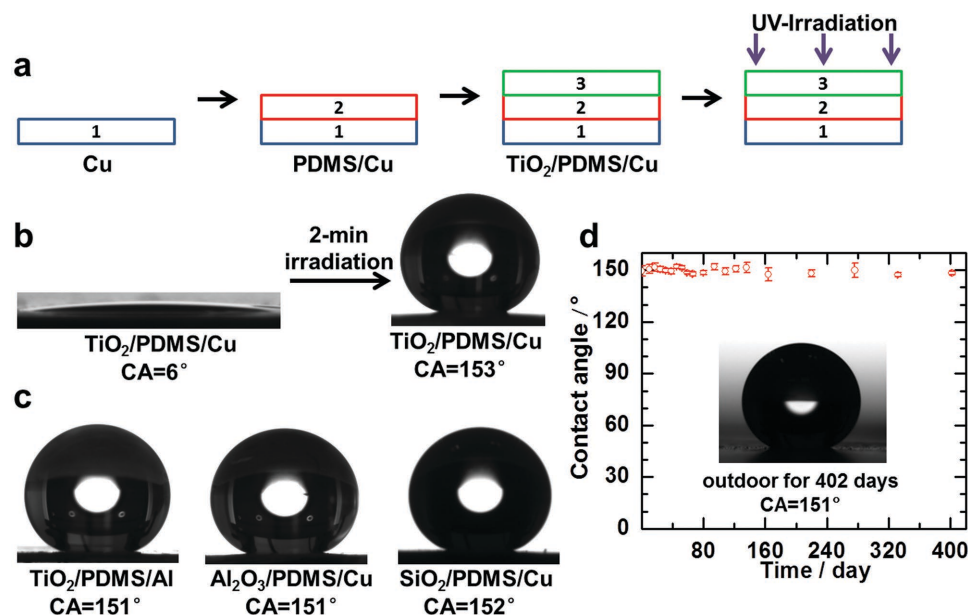 a
UV-Irradiation
3
2
3
3
1
2
2
2
1
1
1
Cu
PDMS/Cu
TiO₂/PDMS/Cu
b
2-min
irradiation
TiO₂/PDMS/Cu
CA=6°
TiO₂/PDMS/Cu
CA=153°
c
TiO₂/PDMS/Al
CA=151°
Al₂O₃/PDMS/Cu
CA=151°
SiO₂/PDMS/Cu
CA=152°
d
Contact angle / °
150
120
90
60
30
0
outdoor for 402 days
CA=151°
80 160 240 320 400
Time / day